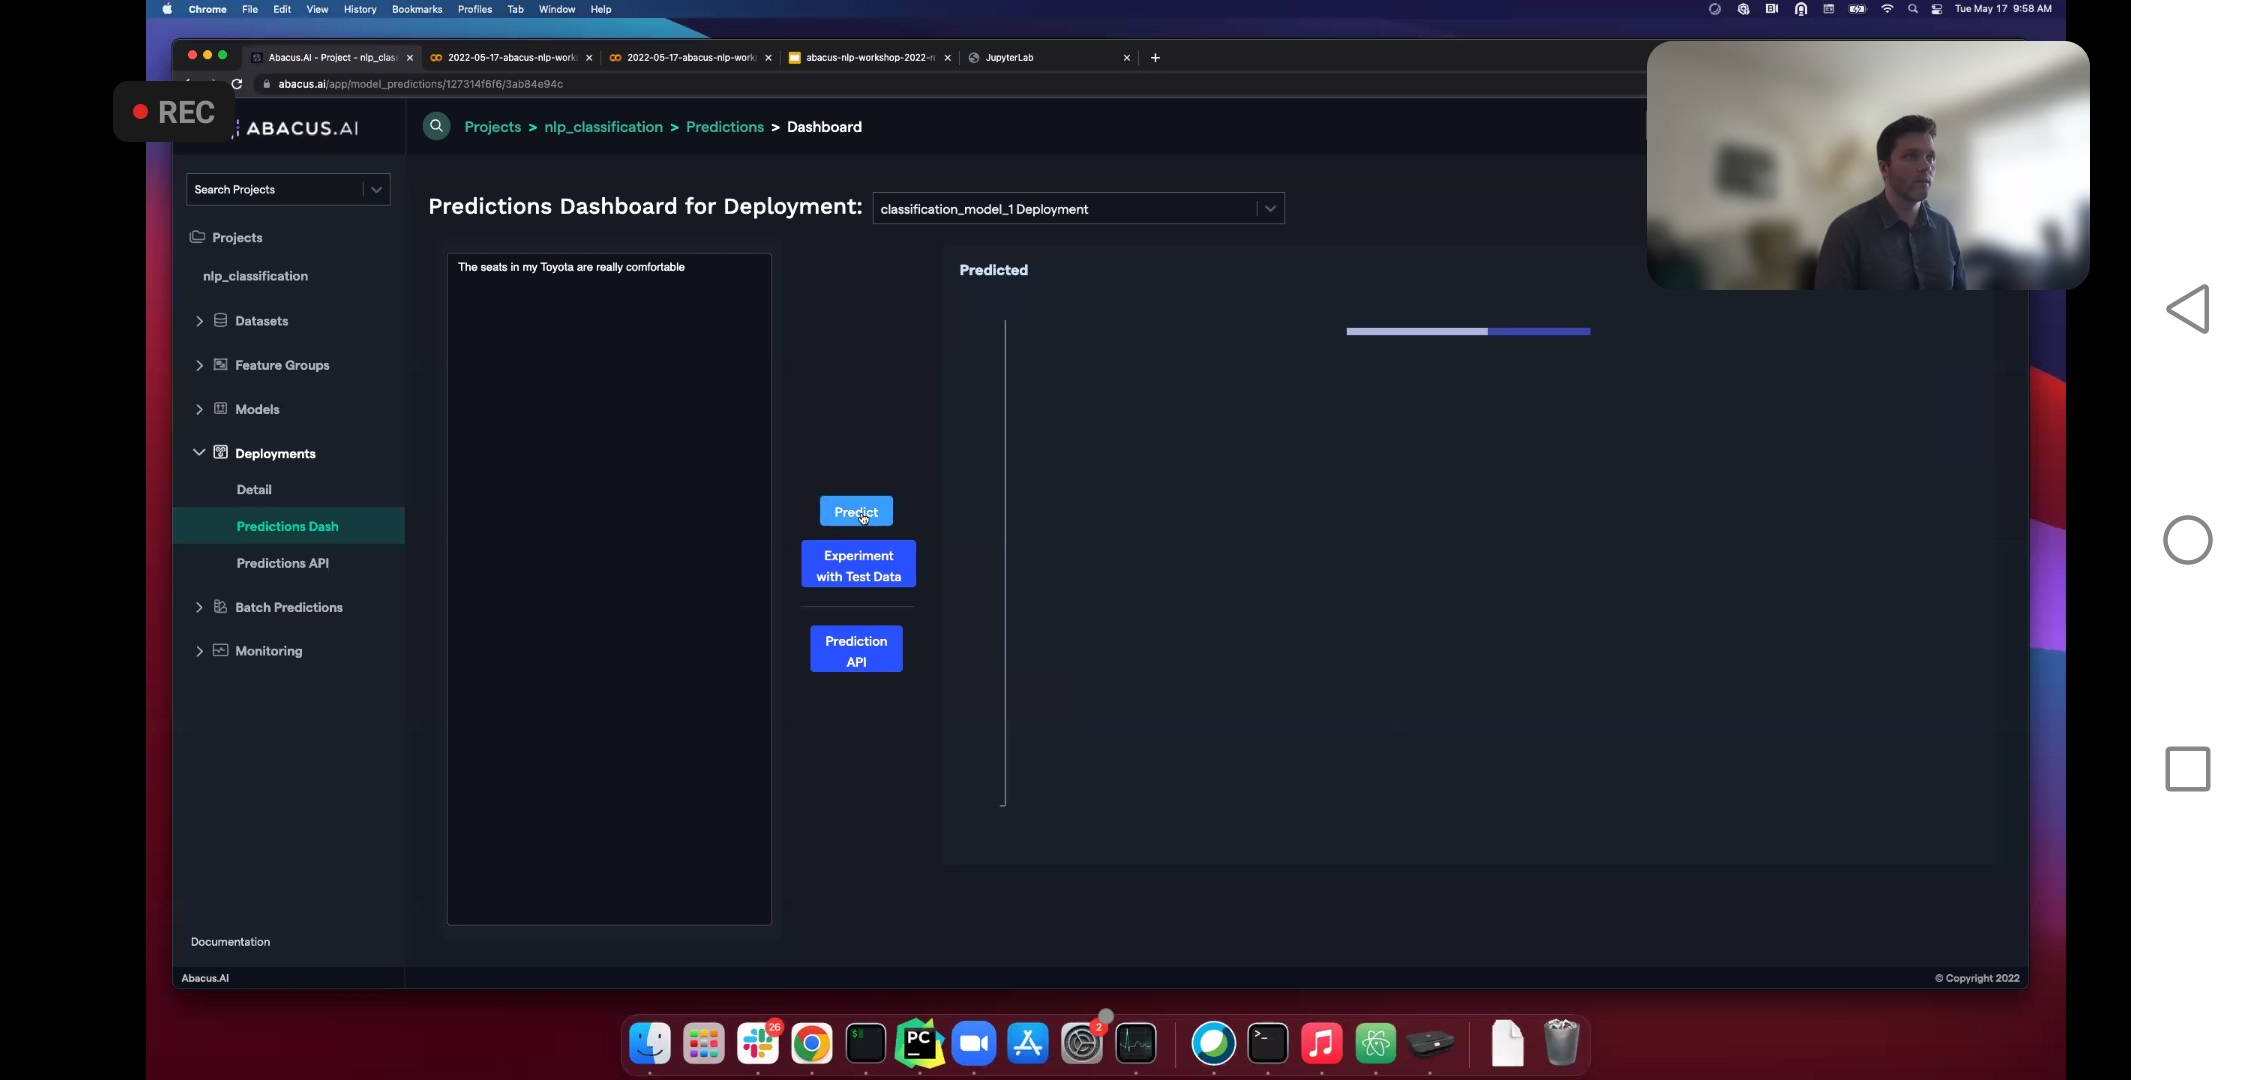 Chrome File Edit View History Bookmarks Profiles Tab Window Help
Tue May 17 9:58 AM
Abacus.AI - Project - nlp_clas
2022-05-17-abacus-nlp-work
2022-05-17-abacus-nlp-work
abacus-nlp-workshop-2022-
JupyterLab
abacus.ai/app/model_predictions/127314f6f6/3ab84e94c
REC
ABACUS.AI
Projects > nlp_classification > Predictions > Dashboard
Search Projects
Projects
nlp_classification
Datasets
Feature Groups
Models
Deployments
Detail
Predictions Dash
Predictions API
Batch Predictions
Monitoring
Documentation
Predictions Dashboard for Deployment:
classification_model_1 Deployment
The seats in my Toyota are really comfortable
Predict
Experiment
with Test Data
Prediction
API
Predicted
Abacus.AI
© Copyright 2022
26
$
PC
2
>_